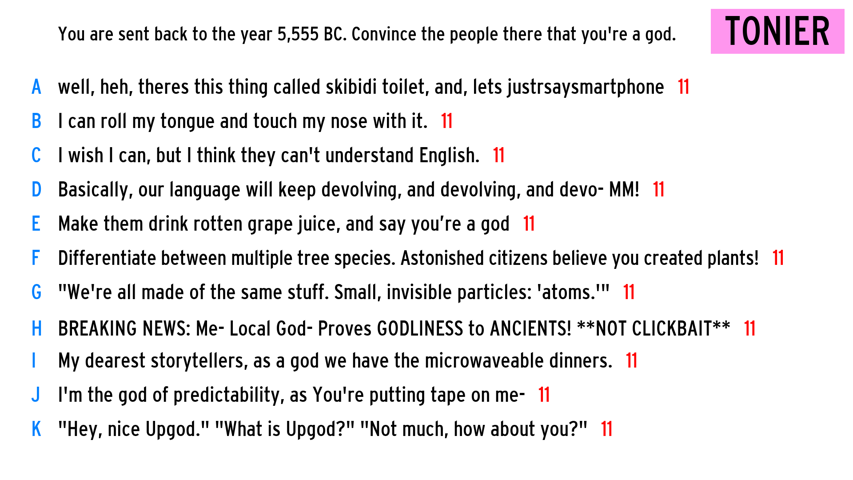 You are sent back to the year 5,555 BC. Convince the people there that you're a god.
TONIER
A well, heh, theres this thing called skibidi toilet, and, lets justrsaysmartphone 11
B I can roll my tongue and touch my nose with it. 11
C I wish I can, but I think they can't understand English. 11
D Basically, our language will keep devolving, and devolving, and devo- MM! 11
E Make them drink rotten grape juice, and say you’re a god 11
F Differentiate between multiple tree species. Astonished citizens believe you created plants! 11
G "We're all made of the same stuff. Small, invisible particles: 'atoms.'" 11
H BREAKING NEWS: Me- Local God- Proves GODLINESS to ANCIENTS! **NOT CLICKBAIT** 11
I My dearest storytellers, as a god we have the microwaveable dinners. 11
J I'm the god of predictability, as You're putting tape on me- 11
K "Hey, nice Upgod." "What is Upgod?" "Not much, how about you?" 11